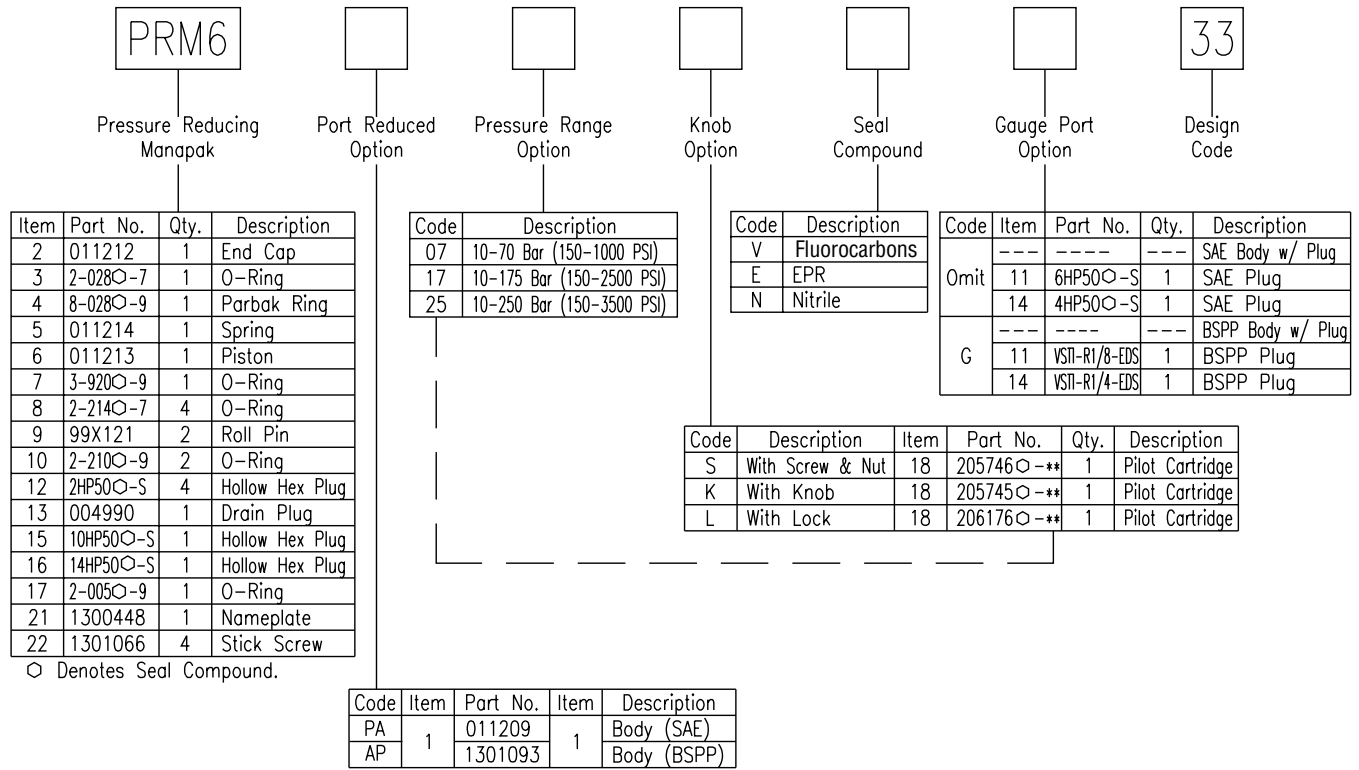 PRM6 33
Pressure Reducing Manapak
Port Reduced Option
Pressure Range Option
Knob Option
Seal Compound
Gauge Port Option
Design Code
Item Part No. Qty. Description
2 011212 1 End Cap
3 2-028⬡-7 1 O-Ring
4 8-028⬡-9 1 Parbak Ring
5 011214 1 Spring
6 011213 1 Piston
7 3-920⬡-9 1 O-Ring
8 2-214⬡-7 4 O-Ring
9 99X121 2 Roll Pin
10 2-210⬡-9 2 O-Ring
12 2HP50⬡-S 4 Hollow Hex Plug
13 004990 1 Drain Plug
15 10HP50⬡-S 1 Hollow Hex Plug
16 14HP50⬡-S 1 Hollow Hex Plug
17 2-005⬡-9 1 O-Ring
21 1300448 1 Nameplate
22 1301066 4 Stick Screw
⬡ Denotes Seal Compound.
Code Description
07 10-70 Bar (150-1000 PSI)
17 10-175 Bar (150-2500 PSI)
25 10-250 Bar (150-3500 PSI)
Code Description
V Fluorocarbons
E EPR
N Nitrile
Code Item Part No. Qty. Description
Omit --- ---- --- SAE Body w/ Plug
11 6HP50⬡-S 1 SAE Plug
14 4HP50⬡-S 1 SAE Plug
G --- ---- --- BSPP Body w/ Plug
11 VSTI-R1/8-EDS 1 BSPP Plug
14 VSTI-R1/4-EDS 1 BSPP Plug
Code Description Item Part No. Qty. Description
S With Screw & Nut 18 205746⬡-** 1 Pilot Cartridge
K With Knob 18 205745⬡-** 1 Pilot Cartridge
L With Lock 18 206176⬡-** 1 Pilot Cartridge
Code Item Part No. Item Description
PA 1 011209 1 Body (SAE)
AP 1301093 Body (BSPP)